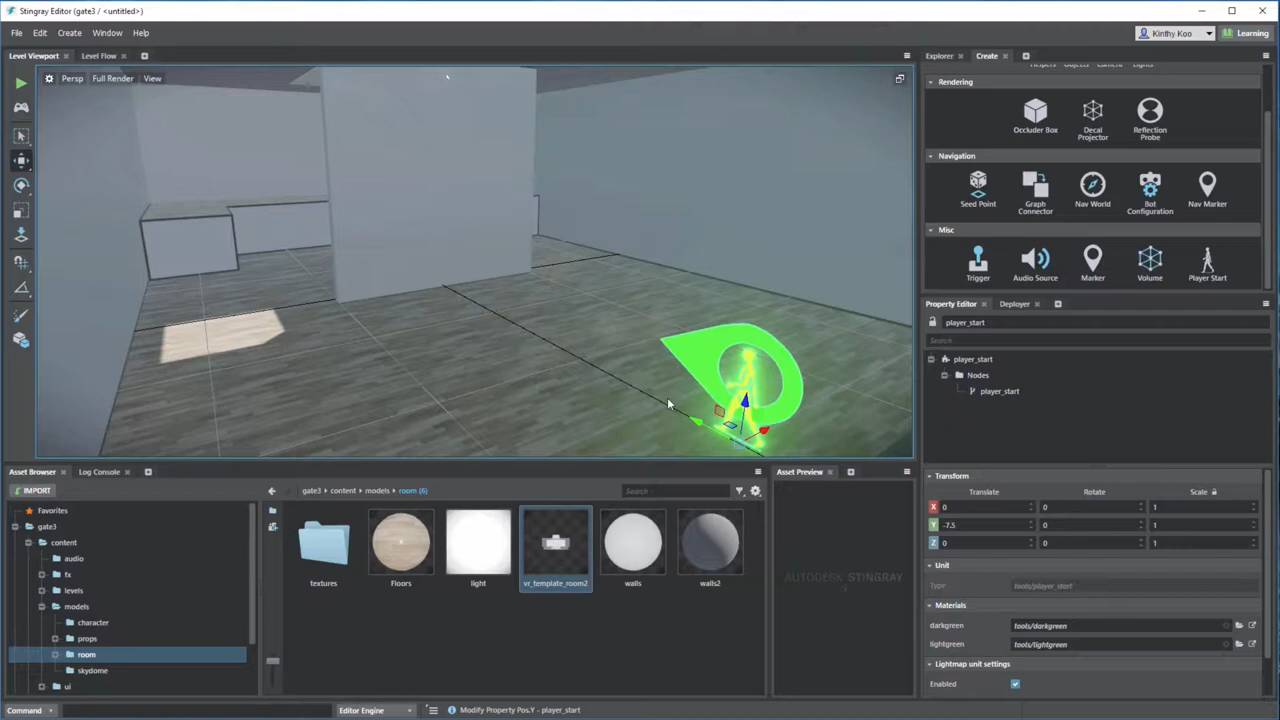 Stingray Editor (gate3 / <untitled>)
File Edit Create Window Help
Kinthy Koo Learning
Level Viewport Level Flow
Explorer Create
Persp Full Render View
Helpers Objects Camera Lights
Rendering
Occluder Box
Decal Projector
Reflection Probe
Navigation
Seed Point
Graph Connector
Nav World
Bot Configuration
Nav Marker
Misc
Trigger Audio Source Marker Volume Player Start
Property Editor Deployer
player_start
Search
player_start
Nodes
player_start
Asset Browser Log Console
Asset Preview
IMPORT
gate3 content models room (6)
Search
Favorites
gate3
content
audio
fx
levels
models
character
props
room
skydome
ui
textures Floors light vr_template_room2 walls walls2
AUTODESK STINGRAY
Transform
Translate Rotate Scale
X 0 0 1
Y -7.5 0 1
Z 0 0 1
Unit
Type tools/player_start
Materials
darkgreen tools/darkgreen
lightgreen tools/lightgreen
Lightmap unit settings
Enabled
Command Editor Engine Modify Property Pos.Y - player_start